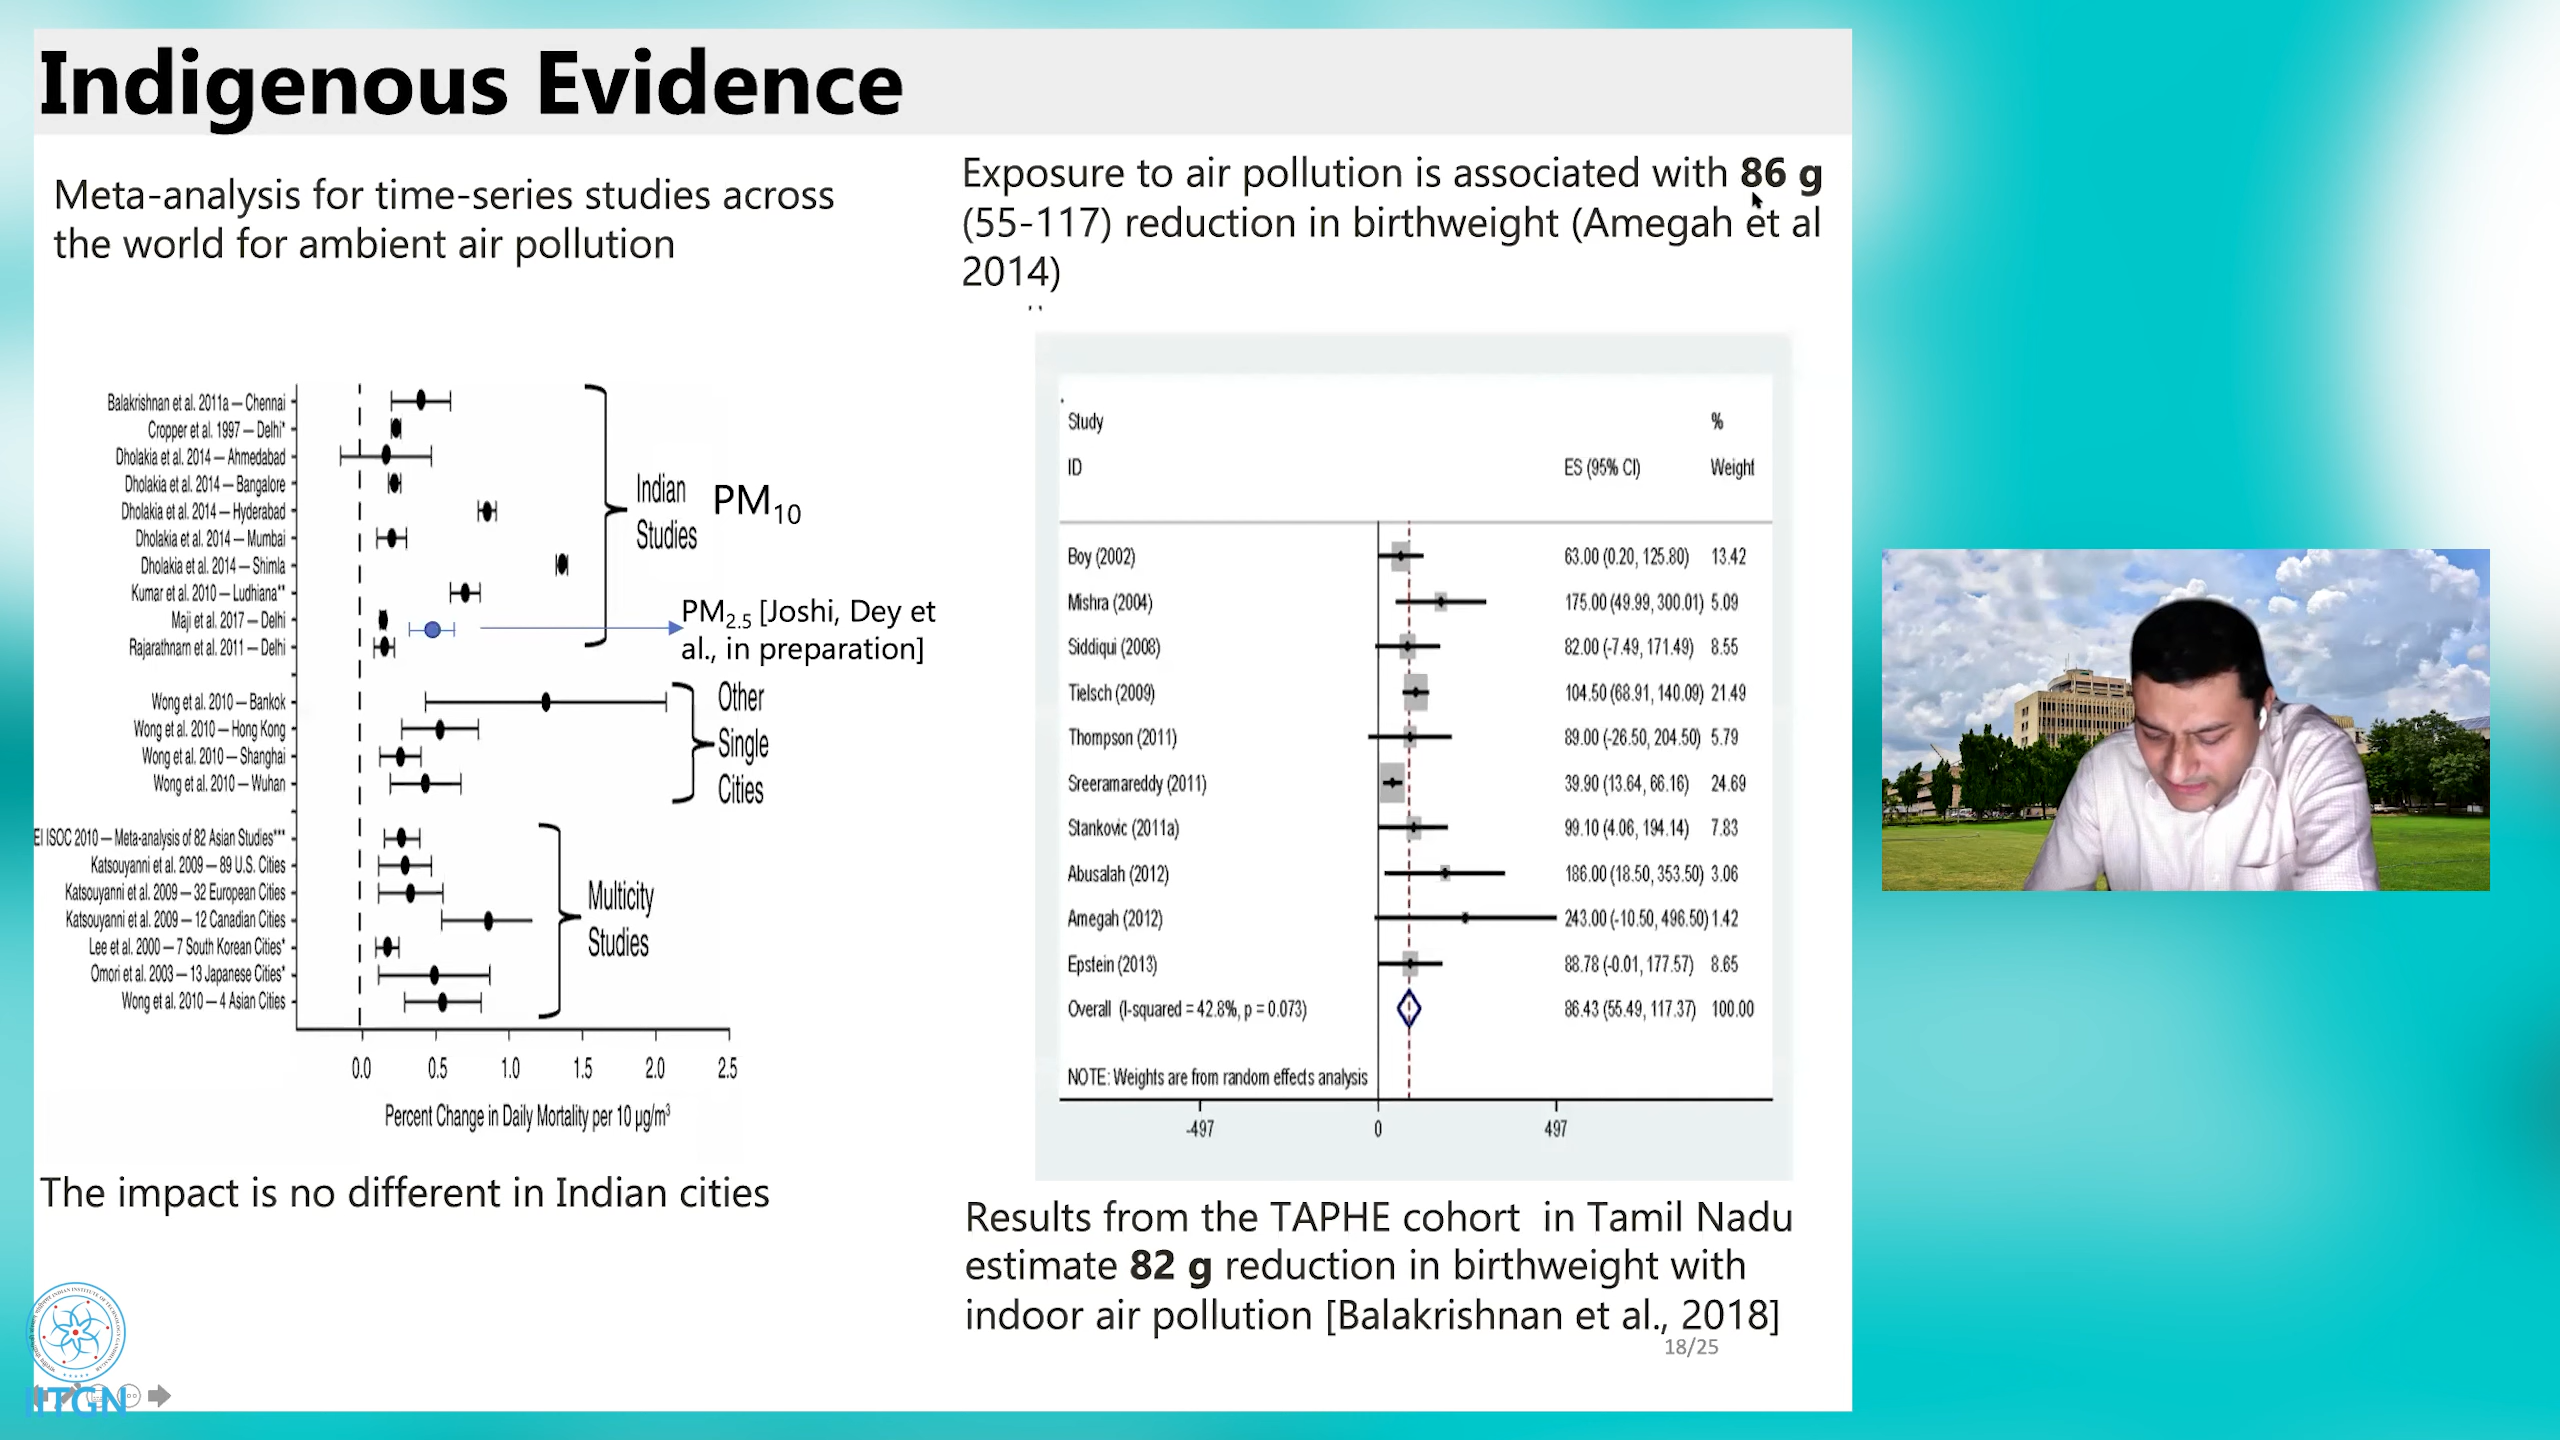 Indigenous Evidence
Meta-analysis for time-series studies across
the world for ambient air pollution
Balakrishnan et al. 2011a – Chennai
Cropper et al. 1997 – Delhi*
Dholakia et al. 2014 – Ahmedabad
Dholakia et al. 2014 – Bangalore
Dholakia et al. 2014 – Hyderabad
Dholakia et al. 2014 – Mumbai
Dholakia et al. 2014 – Shimla
Kumar et al. 2010 – Ludhiana**
Maji et al. 2017 – Delhi
Rajarathnam et al. 2011 – Delhi
Indian
Studies
PM10
PM2.5 [Joshi, Dey et
al., in preparation]
Wong et al. 2010 – Bankok
Wong et al. 2010 – Hong Kong
Wong et al. 2010 – Shanghai
Wong et al. 2010 – Wuhan
Other
Single
Cities
EI ISOC 2010 – Meta-analysis of 82 Asian Studies***
Katsouyanni et al. 2009 – 89 U.S. Cities
Katsouyanni et al. 2009 – 32 European Cities
Katsouyanni et al. 2009 – 12 Canadian Cities
Lee et al. 2000 – 7 South Korean Cities*
Omori et al. 2003 – 13 Japanese Cities*
Wong et al. 2010 – 4 Asian Cities
Multicity
Studies
0.0 0.5 1.0 1.5 2.0 2.5
Percent Change in Daily Mortality per 10 µg/m³
The impact is no different in Indian cities
Exposure to air pollution is associated with 86 g
(55-117) reduction in birthweight (Amegah et al
2014)
Study %
ID ES (95% CI) Weight
Boy (2002) 63.00 (0.20, 125.80) 13.42
Mishra (2004) 175.00 (49.99, 300.01) 5.09
Siddiqui (2008) 82.00 (-7.49, 171.49) 8.55
Tielsch (2009) 104.50 (68.91, 140.09) 21.49
Thompson (2011) 89.00 (-26.50, 204.50) 5.79
Sreeramareddy (2011) 39.90 (13.64, 66.16) 24.69
Stankovic (2011a) 99.10 (4.06, 194.14) 7.83
Abusalah (2012) 186.00 (18.50, 353.50) 3.06
Amegah (2012) 243.00 (-10.50, 496.50) 1.42
Epstein (2013) 88.78 (-0.01, 177.57) 8.65
Overall (I-squared = 42.8%, p = 0.073) 86.43 (55.49, 117.37) 100.00
NOTE: Weights are from random effects analysis
-497 0 497
Results from the TAPHE cohort in Tamil Nadu
estimate 82 g reduction in birthweight with
indoor air pollution [Balakrishnan et al., 2018]
18/25
IITGN